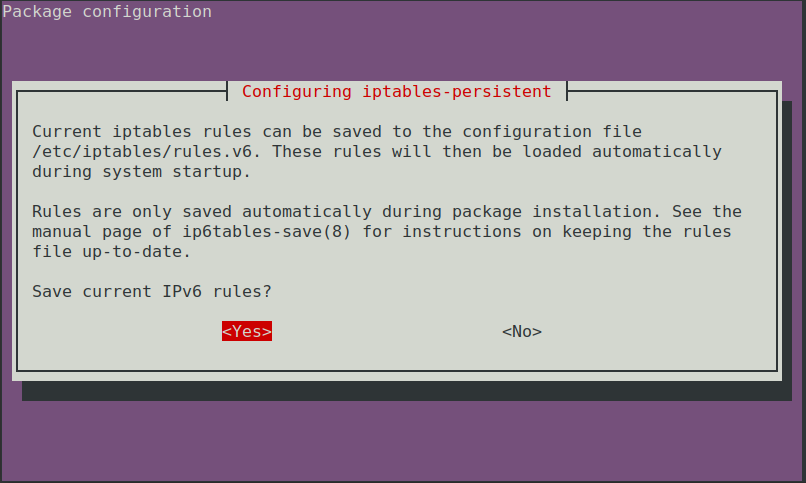 Package configuration
Configuring iptables-persistent
Current iptables rules can be saved to the configuration file
/etc/iptables/rules.v6. These rules will then be loaded automatically
during system startup.
Rules are only saved automatically during package installation. See the
manual page of ip6tables-save(8) for instructions on keeping the rules
file up-to-date.
Save current IPv6 rules?
<Yes> <No>